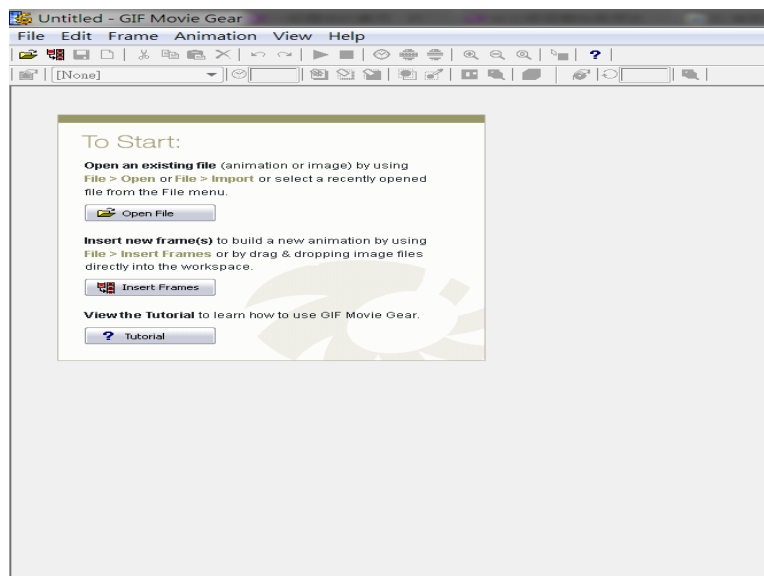 Untitled - GIF Movie Gear
File Edit Frame Animation View Help
?
[None]
To Start:
Open an existing file (animation or image) by using
File > Open or File > Import or select a recently opened
file from the File menu.
Open File
Insert new frame(s) to build a new animation by using
File > Insert Frames or by drag & dropping image files
directly into the workspace.
Insert Frames
View the Tutorial to learn how to use GIF Movie Gear.
? Tutorial